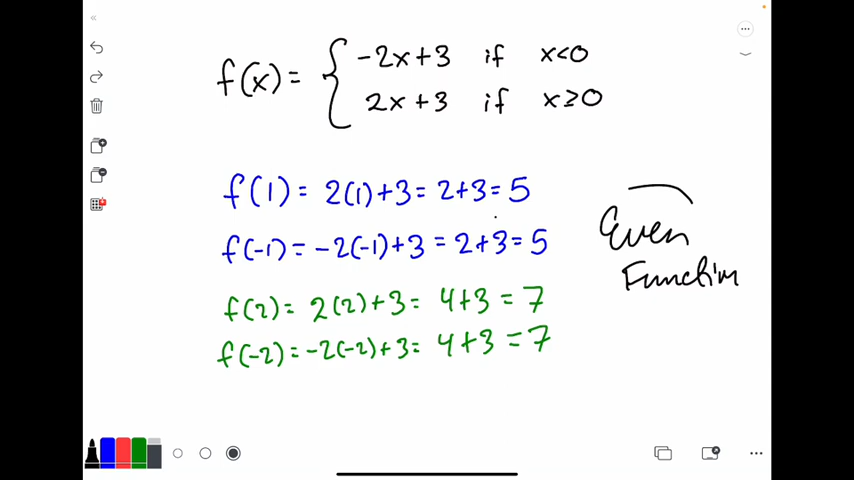 f(x) = { -2x+3 if x<0
2x+3 if x≥0
f(1) = 2(1)+3 = 2+3 = 5
f(-1) = -2(-1)+3 = 2+3 = 5
f(2) = 2(2)+3 = 4+3 = 7
f(-2) = -2(-2)+3 = 4+3 = 7
Even
Function